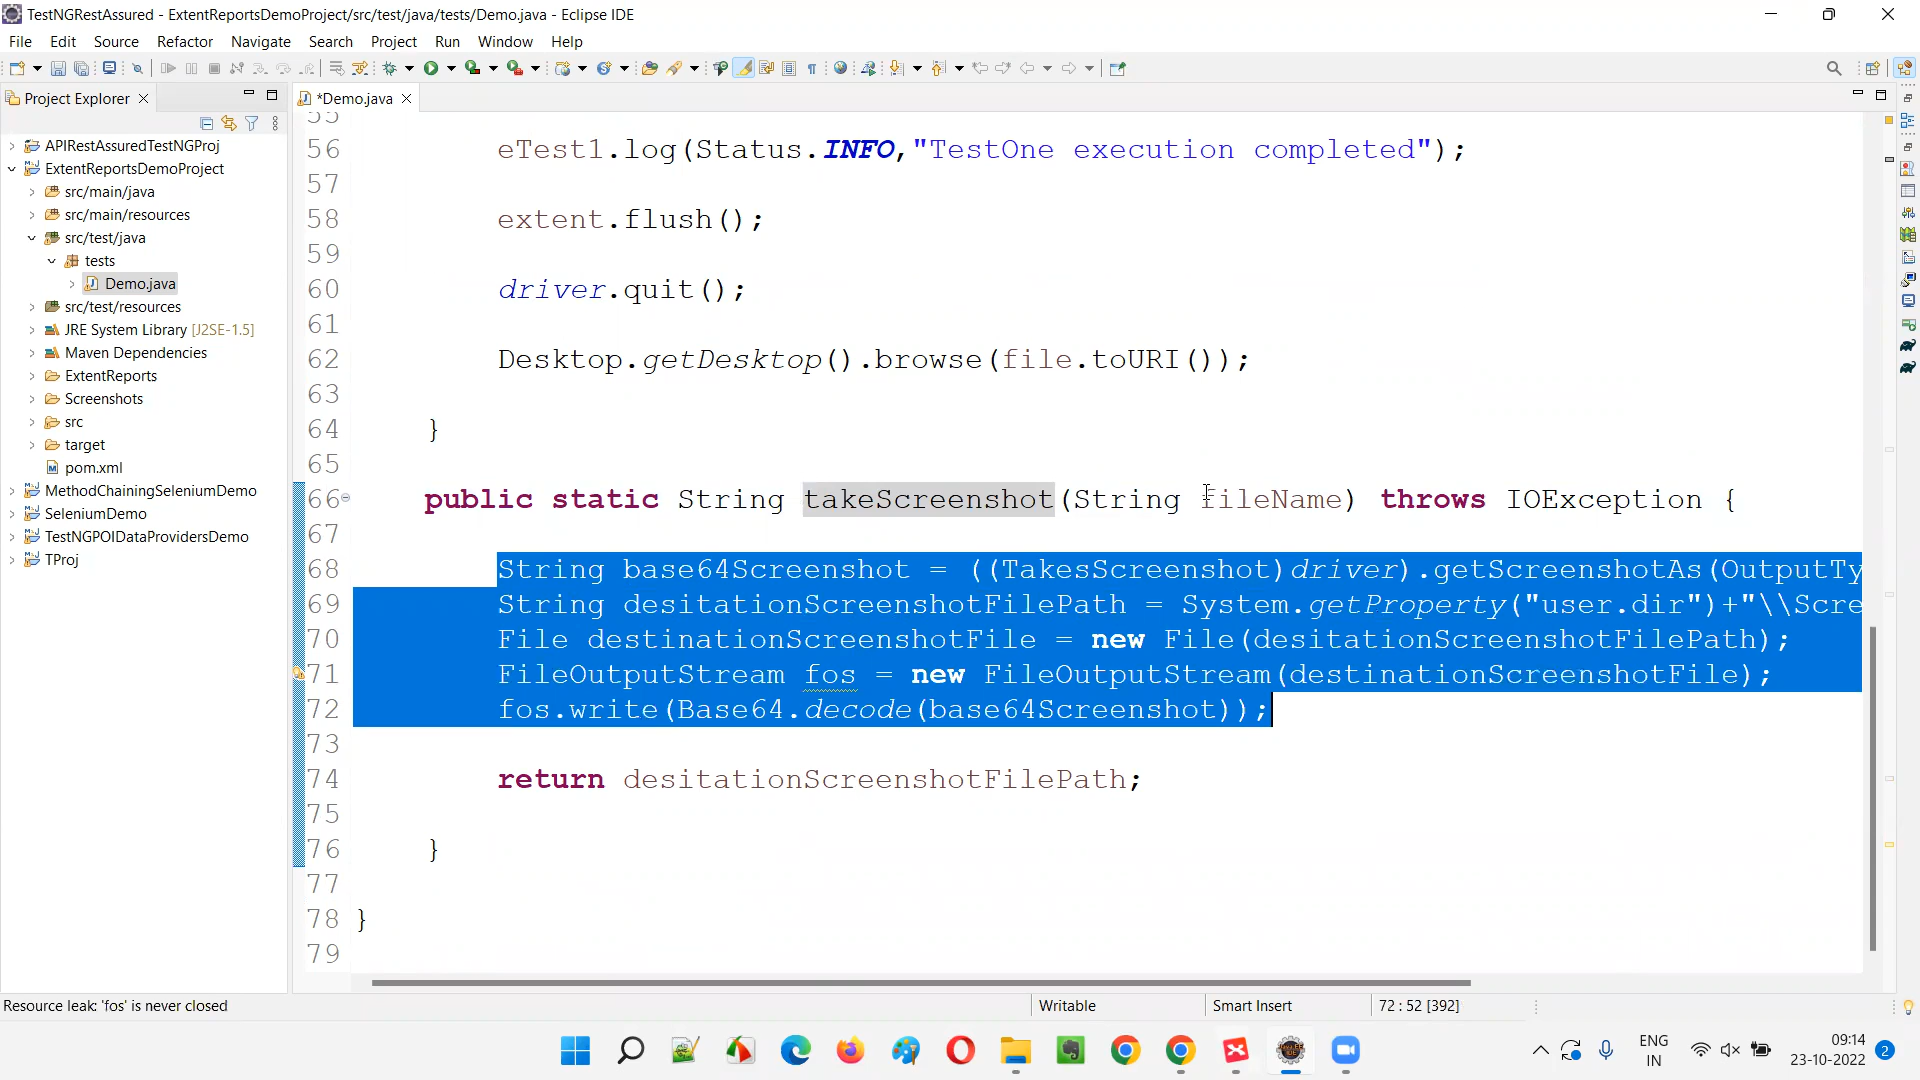 TestNGRestAssured - ExtentReportsDemoProject/src/test/java/tests/Demo.java - Eclipse IDE
File Edit Source Refactor Navigate Search Project Run Window Help
Project Explorer
*Demo.java
APIRestAssuredTestNGProj
ExtentReportsDemoProject
src/main/java
src/main/resources
src/test/java
tests
Demo.java
src/test/resources
JRE System Library [J2SE-1.5]
Maven Dependencies
ExtentReports
Screenshots
src
target
pom.xml
MethodChainingSeleniumDemo
SeleniumDemo
TestNGPOIDataProvidersDemo
TProj
55
56 eTest1.log(Status.INFO,"TestOne execution completed");
57
58 extent.flush();
59
60 driver.quit();
61
62 Desktop.getDesktop().browse(file.toURI());
63
64 }
65
66 public static String takeScreenshot(String fileName) throws IOException {
67
68 String base64Screenshot = ((TakesScreenshot)driver).getScreenshotAs(OutputTy
69 String desitationScreenshotFilePath = System.getProperty("user.dir")+"\\Scre
70 File destinationScreenshotFile = new File(desitationScreenshotFilePath);
71 FileOutputStream fos = new FileOutputStream(destinationScreenshotFile);
72 fos.write(Base64.decode(base64Screenshot));
73
74 return desitationScreenshotFilePath;
75
76 }
77
78 }
79
Resource leak: 'fos' is never closed
Writable
Smart Insert
72 : 52 [392]
ENG
IN
09:14
23-10-2022
2